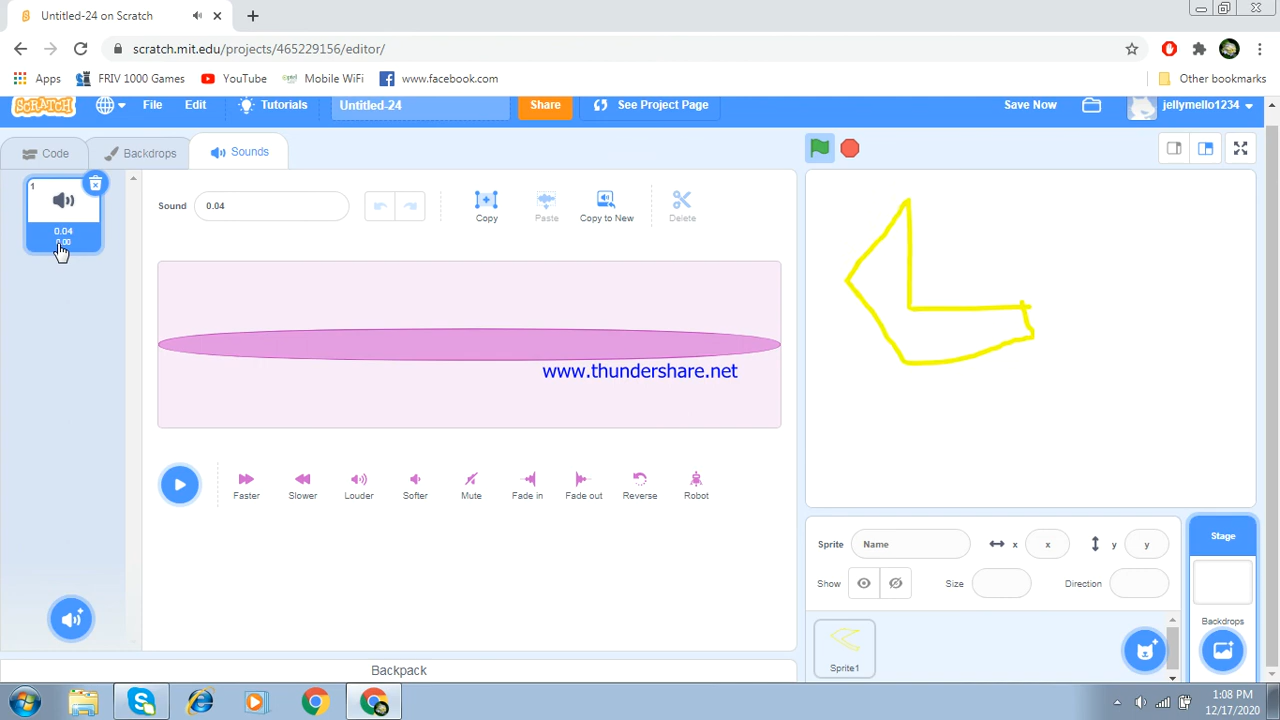 Untitled-24 on Scratch
scratch.mit.edu/projects/465229156/editor/
Apps FRIV 1000 Games YouTube Mobile WiFi www.facebook.com Other bookmarks
SCRATCH File Edit Tutorials Untitled-24 Share See Project Page Save Now jellymello1234
Code Backdrops Sounds
1
0.04
0.00
Sound 0.04 Copy Paste Copy to New Delete
www.thundershare.net
Faster Slower Louder Softer Mute Fade in Fade out Reverse Robot
Sprite Name x x y y
Show Size Direction
Stage
Backdrops
Sprite1
Backpack
1:08 PM
12/17/2020